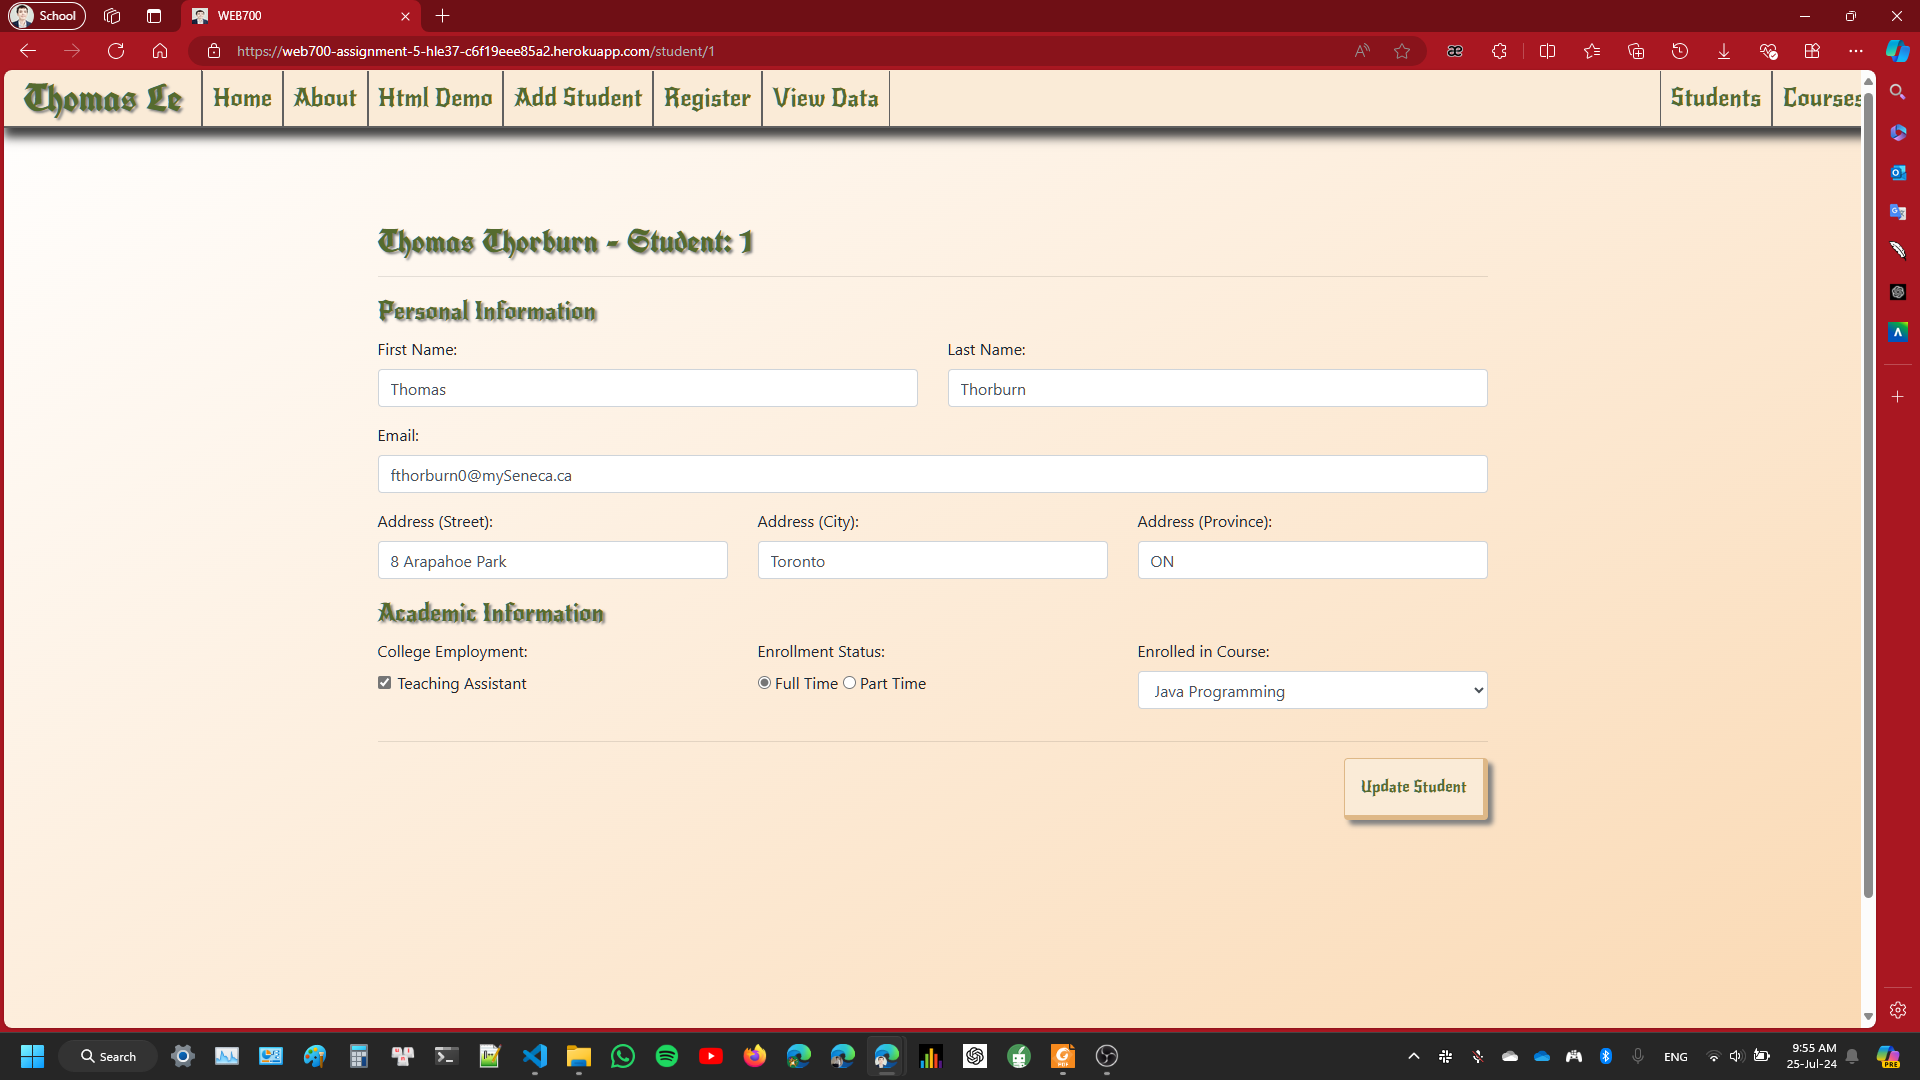 School
WEB700
https://web700-assignment-5-hle37-c6f19eee85a2.herokuapp.com/student/1
Thomas Le
Home
About
Html Demo
Add Student
Register
View Data
Students
Courses
Thomas Thorburn - Student: 1
Personal Information
First Name:
Last Name:
Thomas
Thorburn
Email:
fthorburn0@mySeneca.ca
Address (Street):
Address (City):
Address (Province):
8 Arapahoe Park
Toronto
ON
Academic Information
College Employment:
Enrollment Status:
Enrolled in Course:
Teaching Assistant
Full Time
Part Time
Java Programming
Update Student
Search
ENG
9:55 AM
25-Jul-24